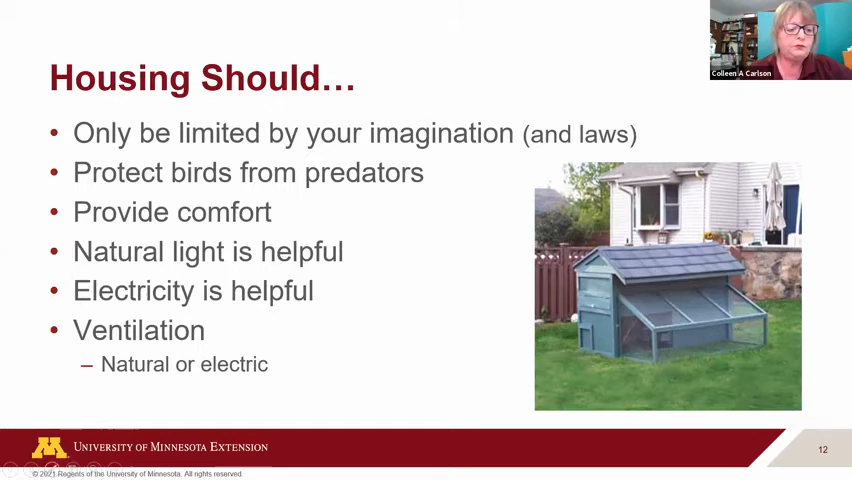 Colleen A Carlson
Housing Should…
• Only be limited by your imagination (and laws)
• Protect birds from predators
• Provide comfort
• Natural light is helpful
• Electricity is helpful
• Ventilation
– Natural or electric
M UNIVERSITY OF MINNESOTA EXTENSION
12
© 2021 Regents of the University of Minnesota. All rights reserved.